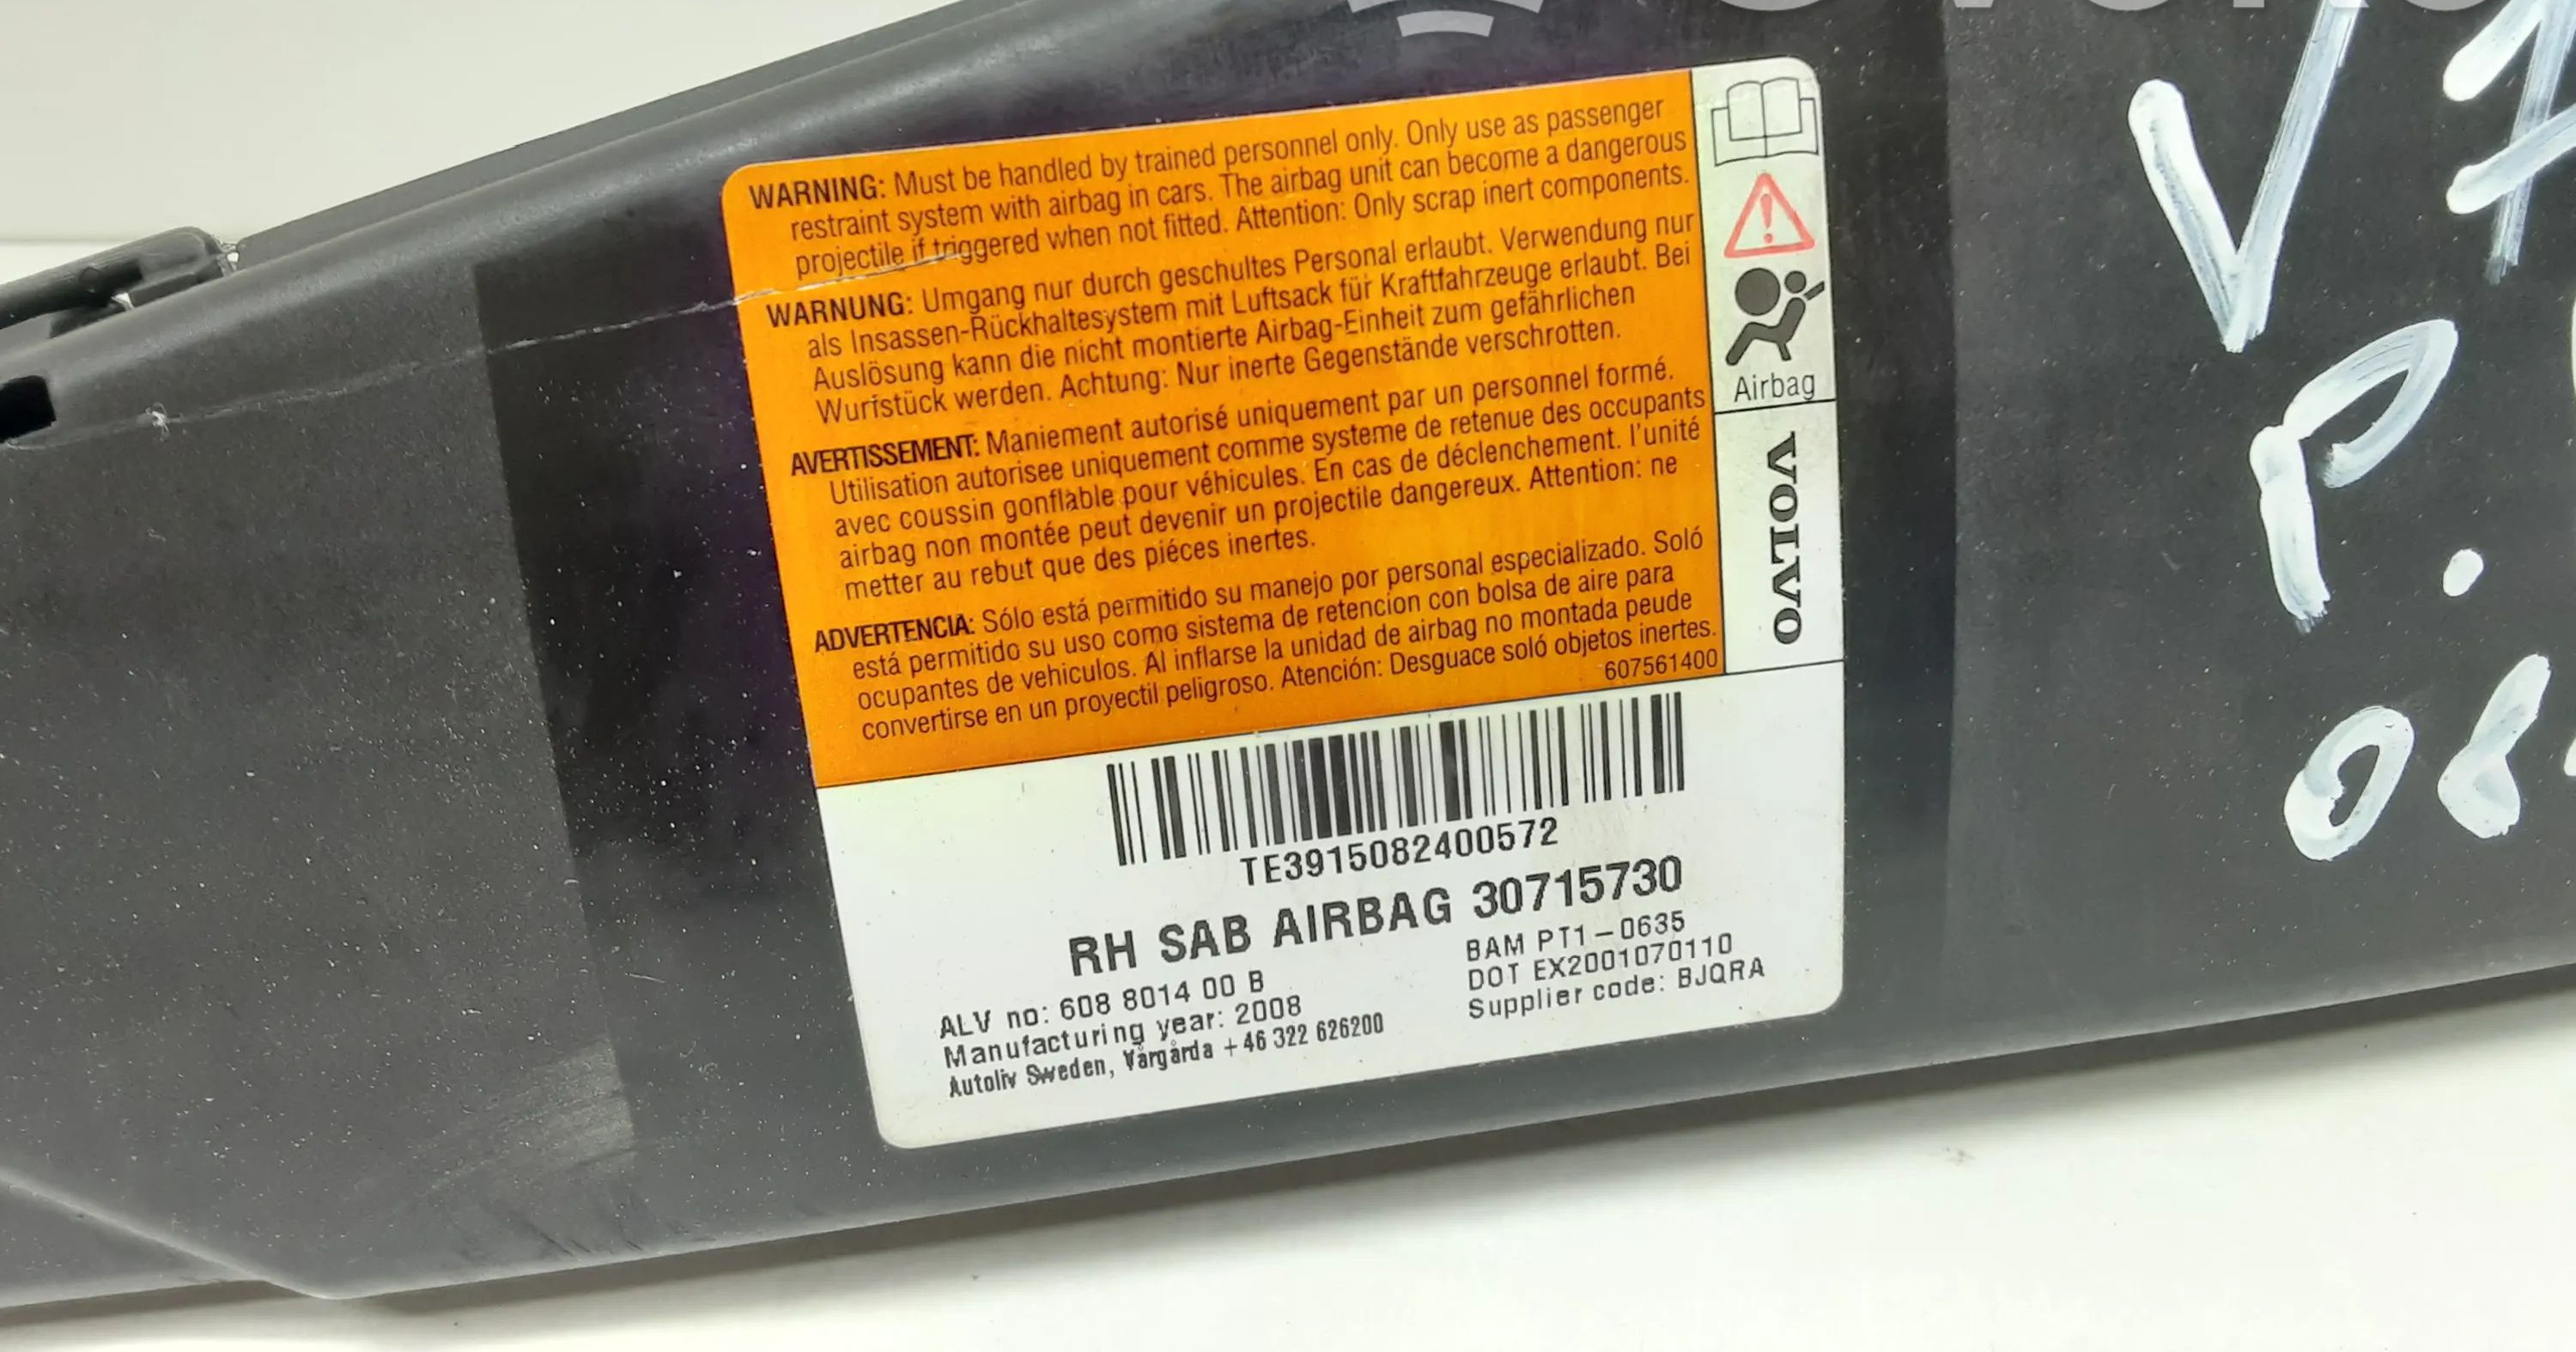 WARNING: Must be handled by trained personnel only. Only use as passenger
restraint system with airbag in cars. The airbag unit can become a dangerous
projectile if triggered when not fitted. Attention: Only scrap inert components.
WARNUNG: Umgang nur durch geschultes Personal erlaubt. Verwendung nur
als Insassen-Rückhaltesystem mit Luftsack für Kraftfahrzeuge erlaubt. Bei
Auslösung kann die nicht montierte Airbag-Einheit zum gefährlichen
Wurfstück werden. Achtung: Nur inerte Gegenstände verschrotten.
AVERTISSEMENT: Maniement autorisé uniquement par un personnel formé.
Utilisation autorisee uniquement comme systeme de retenue des occupants
avec coussin gonflable pour véhicules. En cas de déclenchement. l'unité
airbag non montée peut devenir un projectile dangereux. Attention: ne
metter au rebut que des piéces inertes.
ADVERTENCIA: Sólo está permitido su manejo por personal especializado. Soló
está permitido su uso como sistema de retencion con bolsa de aire para
ocupantes de vehiculos. Al inflarse la unidad de airbag no montada peude
convertirse en un proyectil peligroso. Atención: Desguace soló objetos inertes.
607561400
Airbag
VOLVO
TE3915082400572
RH SAB AIRBAG 30715730
ALV no: 608 8014 00 B
Manufacturing year: 2008
Autoliv Sweden, Vårgårda +46 322 626200
BAM PT1-0635
DOT EX2001070110
Supplier code: BJQRA
P.
08